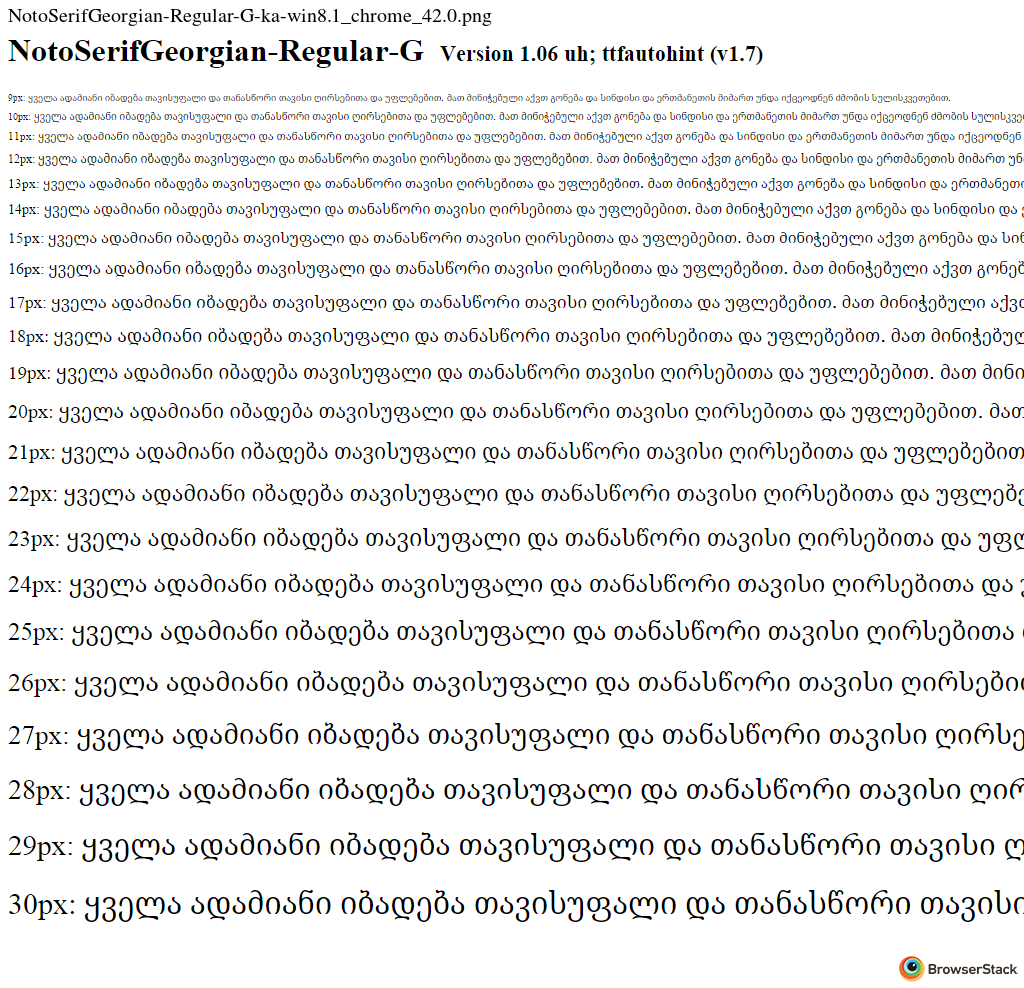 NotoSerifGeorgian-Regular-G-ka-win8.1_chrome_42.0.png
NotoSerifGeorgian-Regular-G Version 1.06 uh; ttfautohint (v1.7)
9px: ყველა ადამიანი იბადება თავისუფალი და თანასწორი თავისი ღირსებითა და უფლებებით. მათ მინიჭებული აქვთ გონება და სინდისი და ერთმანეთის მიმართ უნდა იქცეოდნენ ძმობის სულისკვეთებით.
10px: ყველა ადამიანი იბადება თავისუფალი და თანასწორი თავისი ღირსებითა და უფლებებით. მათ მინიჭებული აქვთ გონება და სინდისი და ერთმანეთის მიმართ უნდა იქცეოდნენ ძმობის
11px: ყველა ადამიანი იბადება თავისუფალი და თანასწორი თავისი ღირსებითა და უფლებებით. მათ მინიჭებული აქვთ გონება და სინდისი და ერთმანეთის მიმართ უნდა იქცეოდნენ
12px: ყველა ადამიანი იბადება თავისუფალი და თანასწორი თავისი ღირსებითა და უფლებებით. მათ მინიჭებული აქვთ გონება და სინდისი და ერთმანეთის მიმართ
13px: ყველა ადამიანი იბადება თავისუფალი და თანასწორი თავისი ღირსებითა და უფლებებით. მათ მინიჭებული აქვთ გონება და სინდისი და
14px: ყველა ადამიანი იბადება თავისუფალი და თანასწორი თავისი ღირსებითა და უფლებებით. მათ მინიჭებული აქვთ გონება და სინდისი და
15px: ყველა ადამიანი იბადება თავისუფალი და თანასწორი თავისი ღირსებითა და უფლებებით. მათ მინიჭებული აქვთ გონება და
16px: ყველა ადამიანი იბადება თავისუფალი და თანასწორი თავისი ღირსებითა და უფლებებით. მათ მინიჭებული აქვთ
17px: ყველა ადამიანი იბადება თავისუფალი და თანასწორი თავისი ღირსებითა და უფლებებით. მათ მინიჭებული
18px: ყველა ადამიანი იბადება თავისუფალი და თანასწორი თავისი ღირსებითა და უფლებებით. მათ
19px: ყველა ადამიანი იბადება თავისუფალი და თანასწორი თავისი ღირსებითა და უფლებებით. მათ
20px: ყველა ადამიანი იბადება თავისუფალი და თანასწორი თავისი ღირსებითა და უფლებებით. მათ
21px: ყველა ადამიანი იბადება თავისუფალი და თანასწორი თავისი ღირსებითა და უფლებებით
22px: ყველა ადამიანი იბადება თავისუფალი და თანასწორი თავისი ღირსებითა და
23px: ყველა ადამიანი იბადება თავისუფალი და თანასწორი თავისი ღირსებითა და
24px: ყველა ადამიანი იბადება თავისუფალი და თანასწორი თავისი ღირსებითა და
25px: ყველა ადამიანი იბადება თავისუფალი და თანასწორი თავისი ღირსებითა
26px: ყველა ადამიანი იბადება თავისუფალი და თანასწორი თავისი
27px: ყველა ადამიანი იბადება თავისუფალი და თანასწორი თავისი
28px: ყველა ადამიანი იბადება თავისუფალი და თანასწორი თავისი
29px: ყველა ადამიანი იბადება თავისუფალი და თანასწორი თავისი
30px: ყველა ადამიანი იბადება თავისუფალი და თანასწორი თავისი
BrowserStack